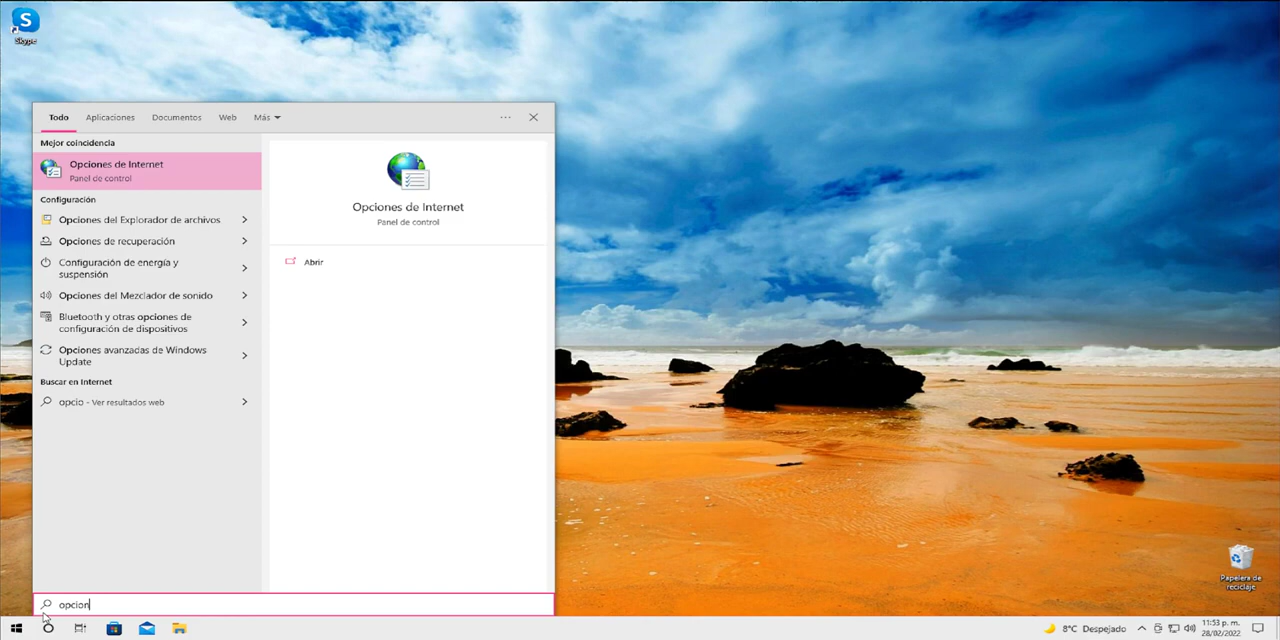 Skype
Todo Aplicaciones Documentos Web Más
Mejor coincidencia
Opciones de Internet
Panel de control
Configuración
Opciones del Explorador de archivos
Opciones de recuperación
Configuración de energía y
suspensión
Opciones del Mezclador de sonido
Bluetooth y otras opciones de
configuración de dispositivos
Opciones avanzadas de Windows
Update
Buscar en Internet
opcio - Ver resultados web
Opciones de Internet
Panel de control
Abrir
opcion
Papelera de
reciclaje
8°C Despejado
11:53 p. m.
28/02/2022